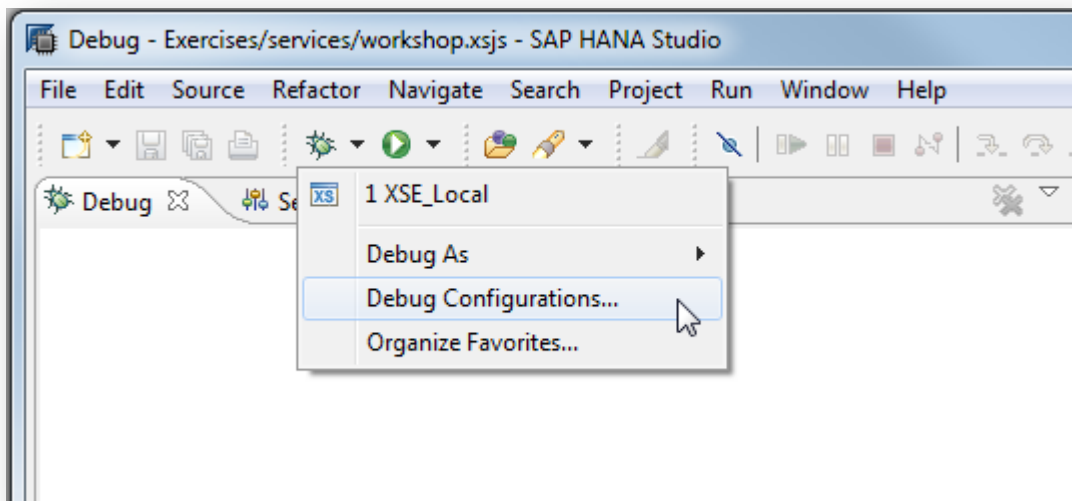 Debug - Exercises/services/workshop.xsjs - SAP HANA Studio
File Edit Source Refactor Navigate Search Project Run Window Help
Debug
XS 1 XSE_Local
Debug As
Debug Configurations...
Organize Favorites...